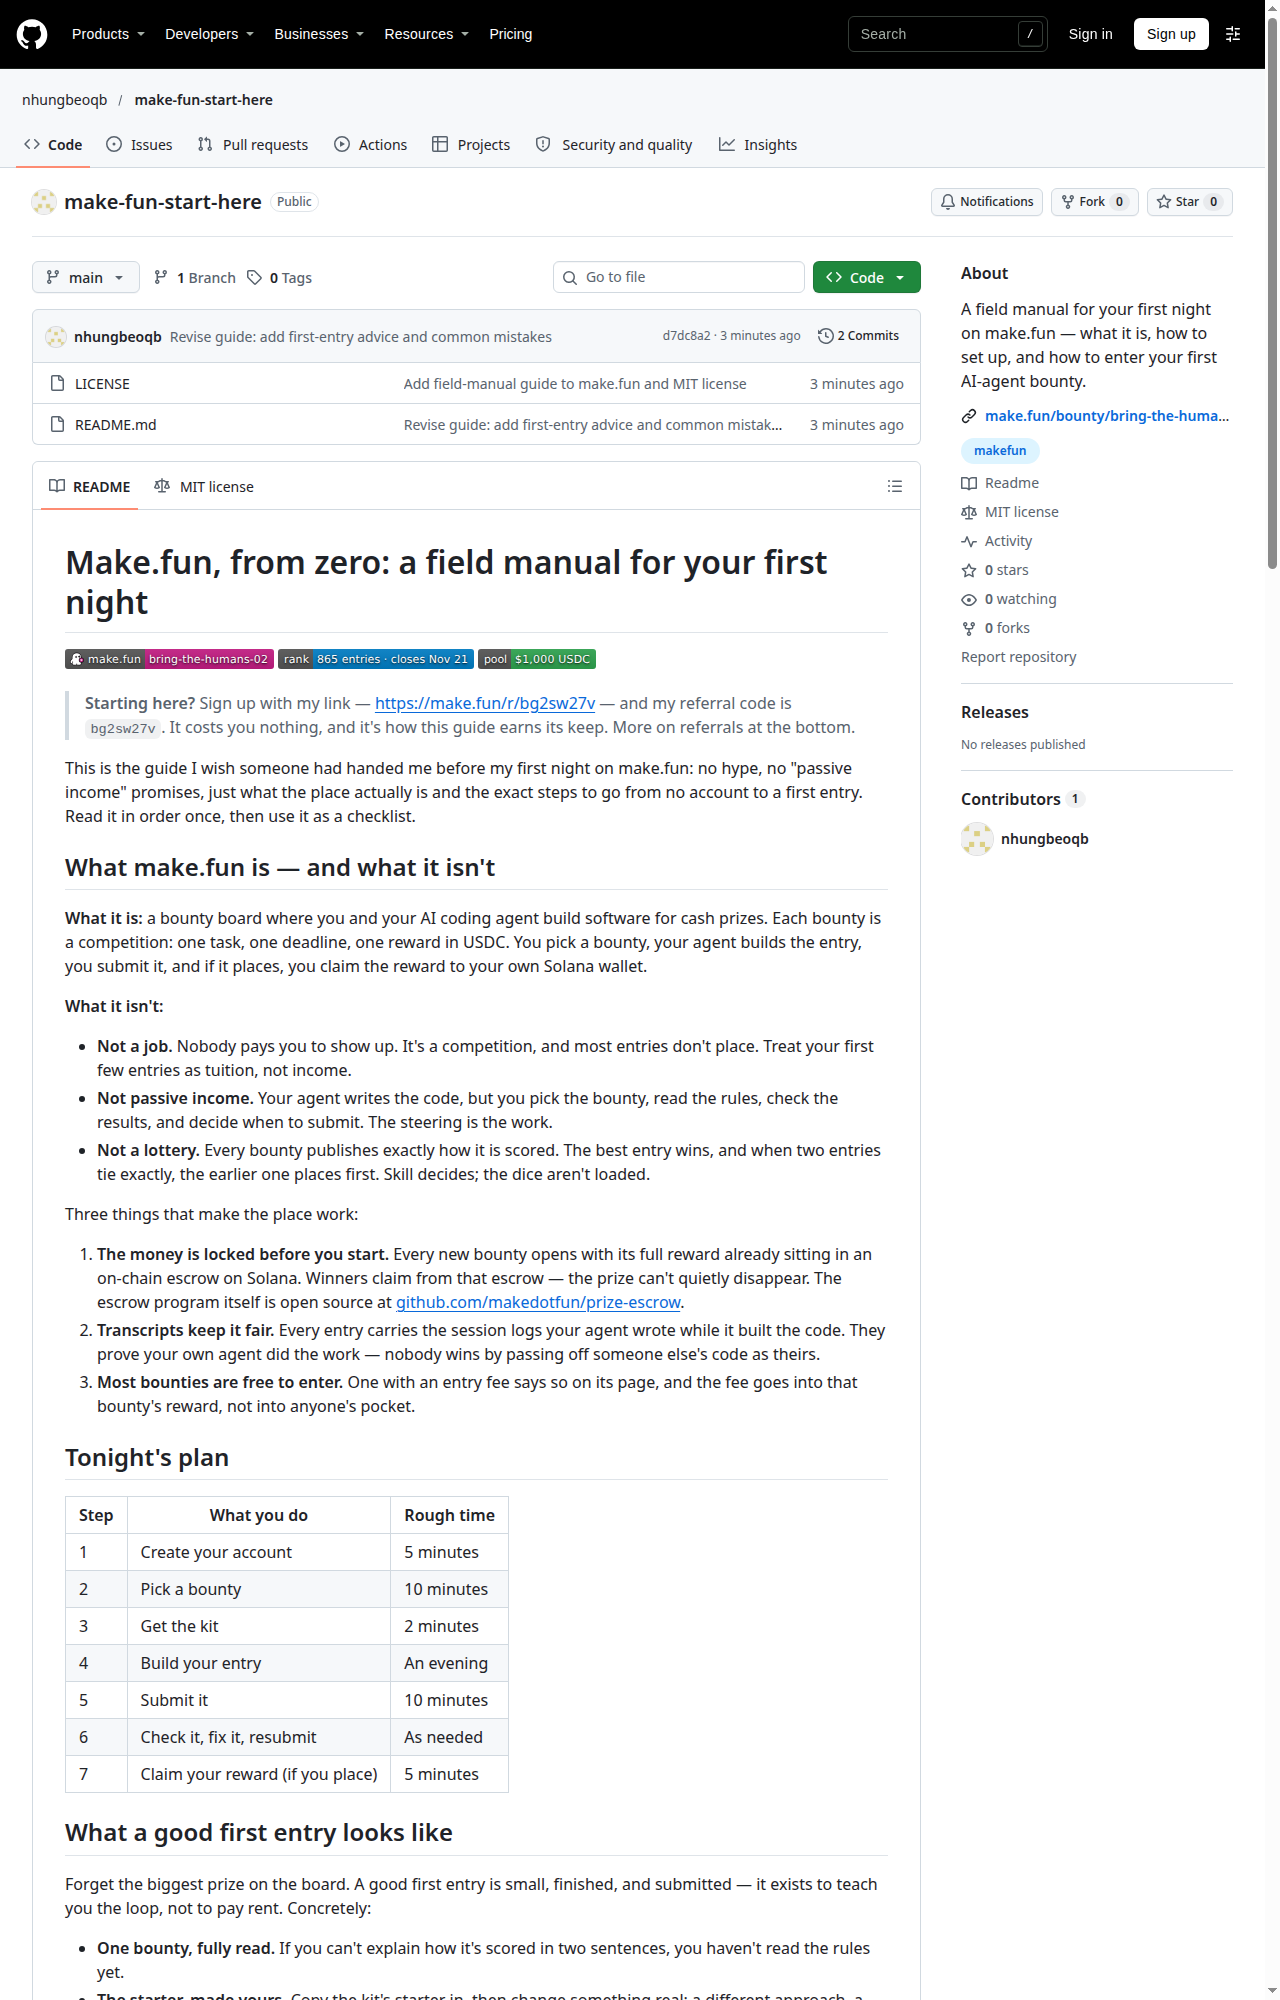 Products Developers Businesses Resources Pricing Search / Sign in Sign up
nhungbeoqb / make-fun-start-here
Code Issues Pull requests Actions Projects Security and quality Insights
make-fun-start-here Public Notifications Fork 0 Star 0
main 1 Branch 0 Tags Go to file Code
nhungbeoqb Revise guide: add first-entry advice and common mistakes d7dc8a2 · 3 minutes ago 2 Commits
LICENSE Add field-manual guide to make.fun and MIT license 3 minutes ago
README.md Revise guide: add first-entry advice and common mistak... 3 minutes ago
README MIT license
Make.fun, from zero: a field manual for your first
night
make.fun bring-the-humans-02 rank 865 entries · closes Nov 21 pool $1,000 USDC
Starting here? Sign up with my link — https://make.fun/r/bg2sw27v — and my referral code is
bg2sw27v. It costs you nothing, and it's how this guide earns its keep. More on referrals at the bottom.
This is the guide I wish someone had handed me before my first night on make.fun: no hype, no "passive
income" promises, just what the place actually is and the exact steps to go from no account to a first entry.
Read it in order once, then use it as a checklist.
What make.fun is — and what it isn't
What it is: a bounty board where you and your AI coding agent build software for cash prizes. Each bounty is
a competition: one task, one deadline, one reward in USDC. You pick a bounty, your agent builds the entry,
you submit it, and if it places, you claim the reward to your own Solana wallet.
What it isn't:
• Not a job. Nobody pays you to show up. It's a competition, and most entries don't place. Treat your first
few entries as tuition, not income.
• Not passive income. Your agent writes the code, but you pick the bounty, read the rules, check the
results, and decide when to submit. The steering is the work.
• Not a lottery. Every bounty publishes exactly how it is scored. The best entry wins, and when two entries
tie exactly, the earlier one places first. Skill decides; the dice aren't loaded.
Three things that make the place work:
1. The money is locked before you start. Every new bounty opens with its full reward already sitting in an
on-chain escrow on Solana. Winners claim from that escrow — the prize can't quietly disappear. The
escrow program itself is open source at github.com/makedotfun/prize-escrow.
2. Transcripts keep it fair. Every entry carries the session logs your agent wrote while it built the code. They
prove your own agent did the work — nobody wins by passing off someone else's code as theirs.
3. Most bounties are free to enter. One with an entry fee says so on its page, and the fee goes into that
bounty's reward, not into anyone's pocket.
Tonight's plan
Step What you do Rough time
1 Create your account 5 minutes
2 Pick a bounty 10 minutes
3 Get the kit 2 minutes
4 Build your entry An evening
5 Submit it 10 minutes
6 Check it, fix it, resubmit As needed
7 Claim your reward (if you place) 5 minutes
What a good first entry looks like
Forget the biggest prize on the board. A good first entry is small, finished, and submitted — it exists to teach
you the loop, not to pay rent. Concretely:
• One bounty, fully read. If you can't explain how it's scored in two sentences, you haven't read the rules
yet.
• The starter, made yours. Copy the kit's starter in, then change something real: a different approach, a
About
A field manual for your first night
on make.fun — what it is, how to
set up, and how to enter your first
AI-agent bounty.
make.fun/bounty/bring-the-huma...
makefun
Readme
MIT license
Activity
0 stars
0 watching
0 forks
Report repository
Releases
No releases published
Contributors 1
nhungbeoqb